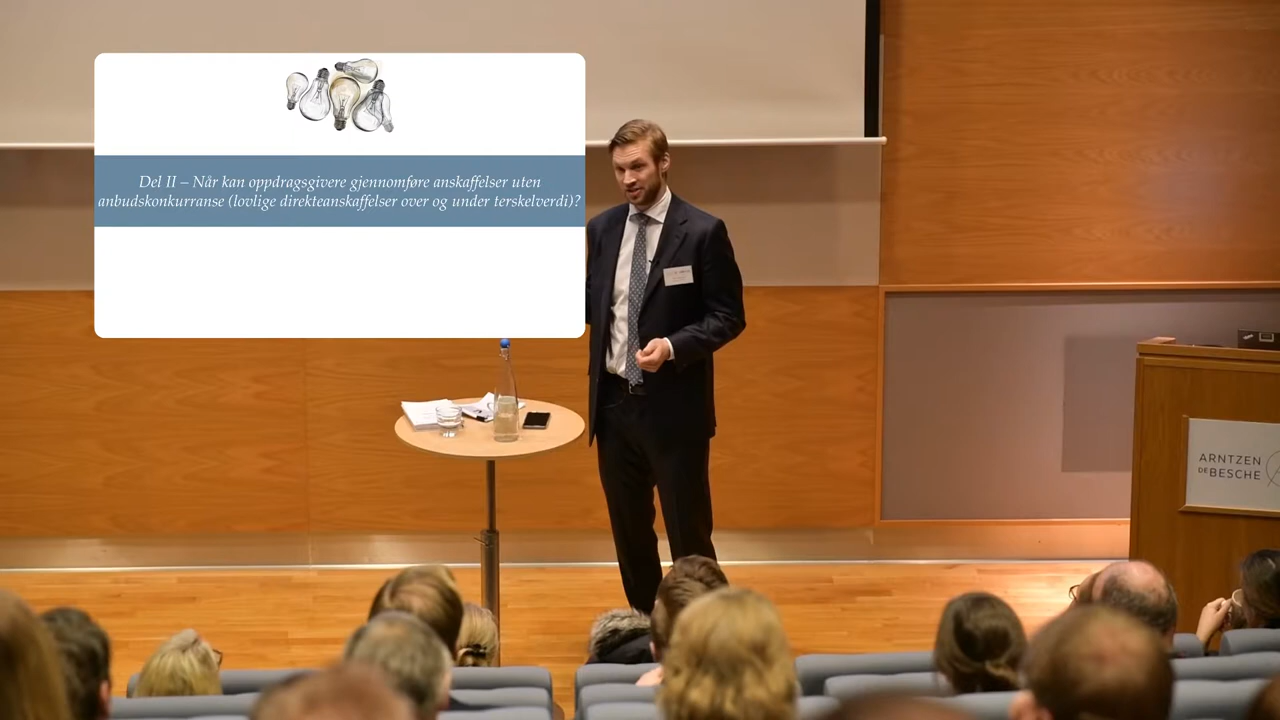 Del II – Når kan oppdragsgivere gjennomføre anskaffelser uten
anbudskonkurranse (lovlige direkteanskaffelser over og under terskelverdi)?
ARNTZEN
DE BESCHE